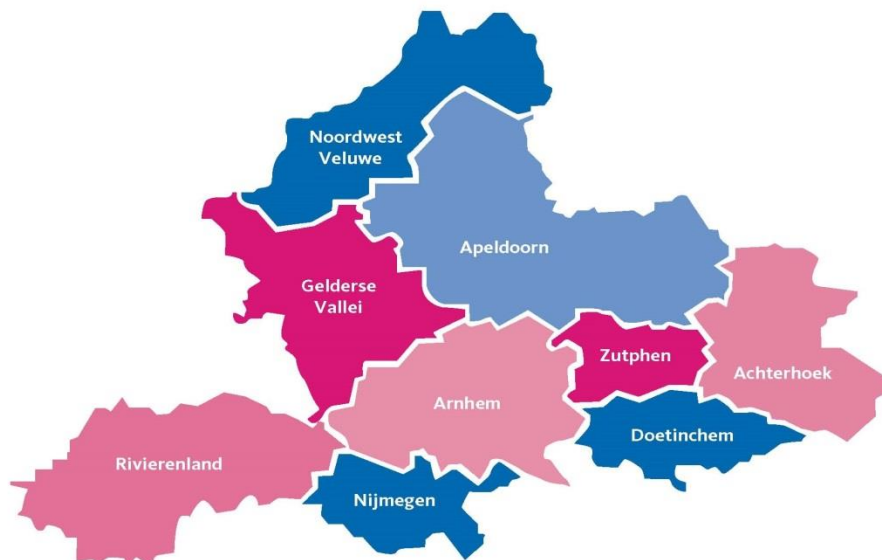 Noordwest
Veluwe
Apeldoorn
Gelderse
Vallei
Zutphen
Achterhoek
Arnhem
Doetinchem
Rivierenland
Nijmegen